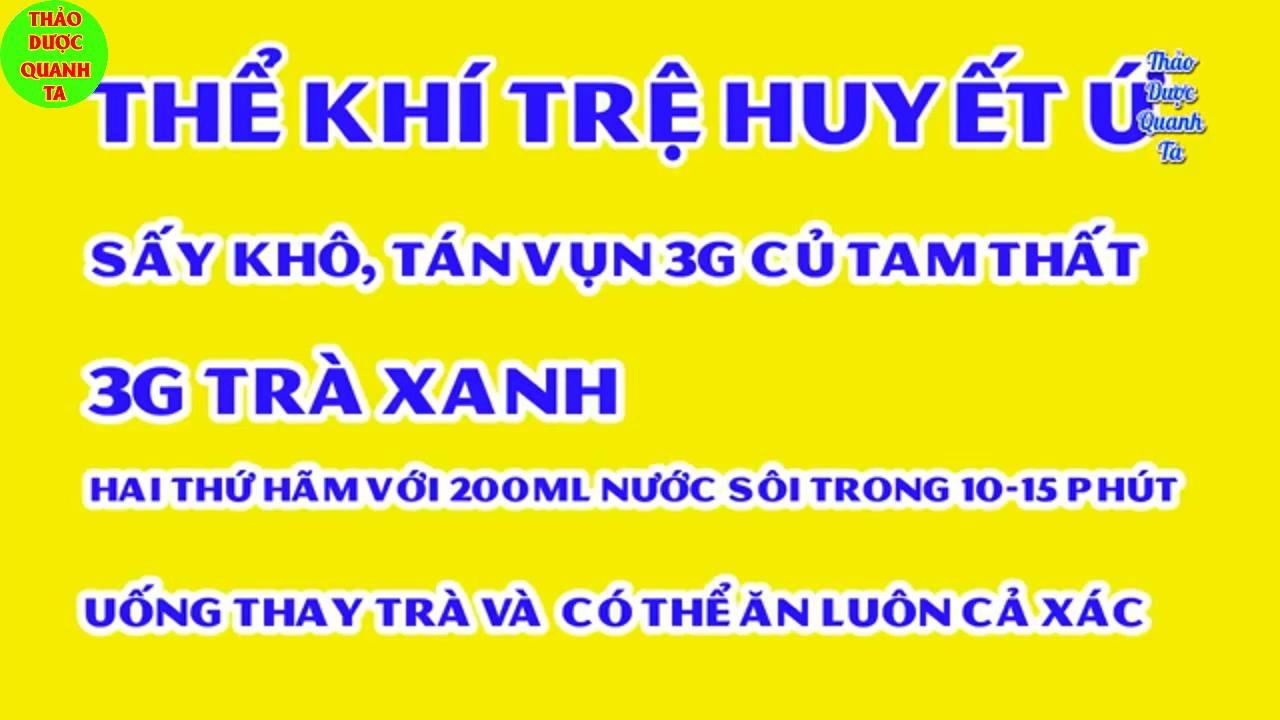 THẢO
DƯỢC
QUANH
TA
THỂ KHÍ TRỆ HUYẾT Ứ
Thảo
Dược
Quanh
Ta
SẤY KHÔ, TÁN VỤN 3G CỦ TAM THẤT
3G TRÀ XANH
HAI THỨ HÃM VỚI 200ML NƯỚC SÔI TRONG 10-15 PHÚT
UỐNG THAY TRÀ VÀ CÓ THỂ ĂN LUÔN CẢ XÁC